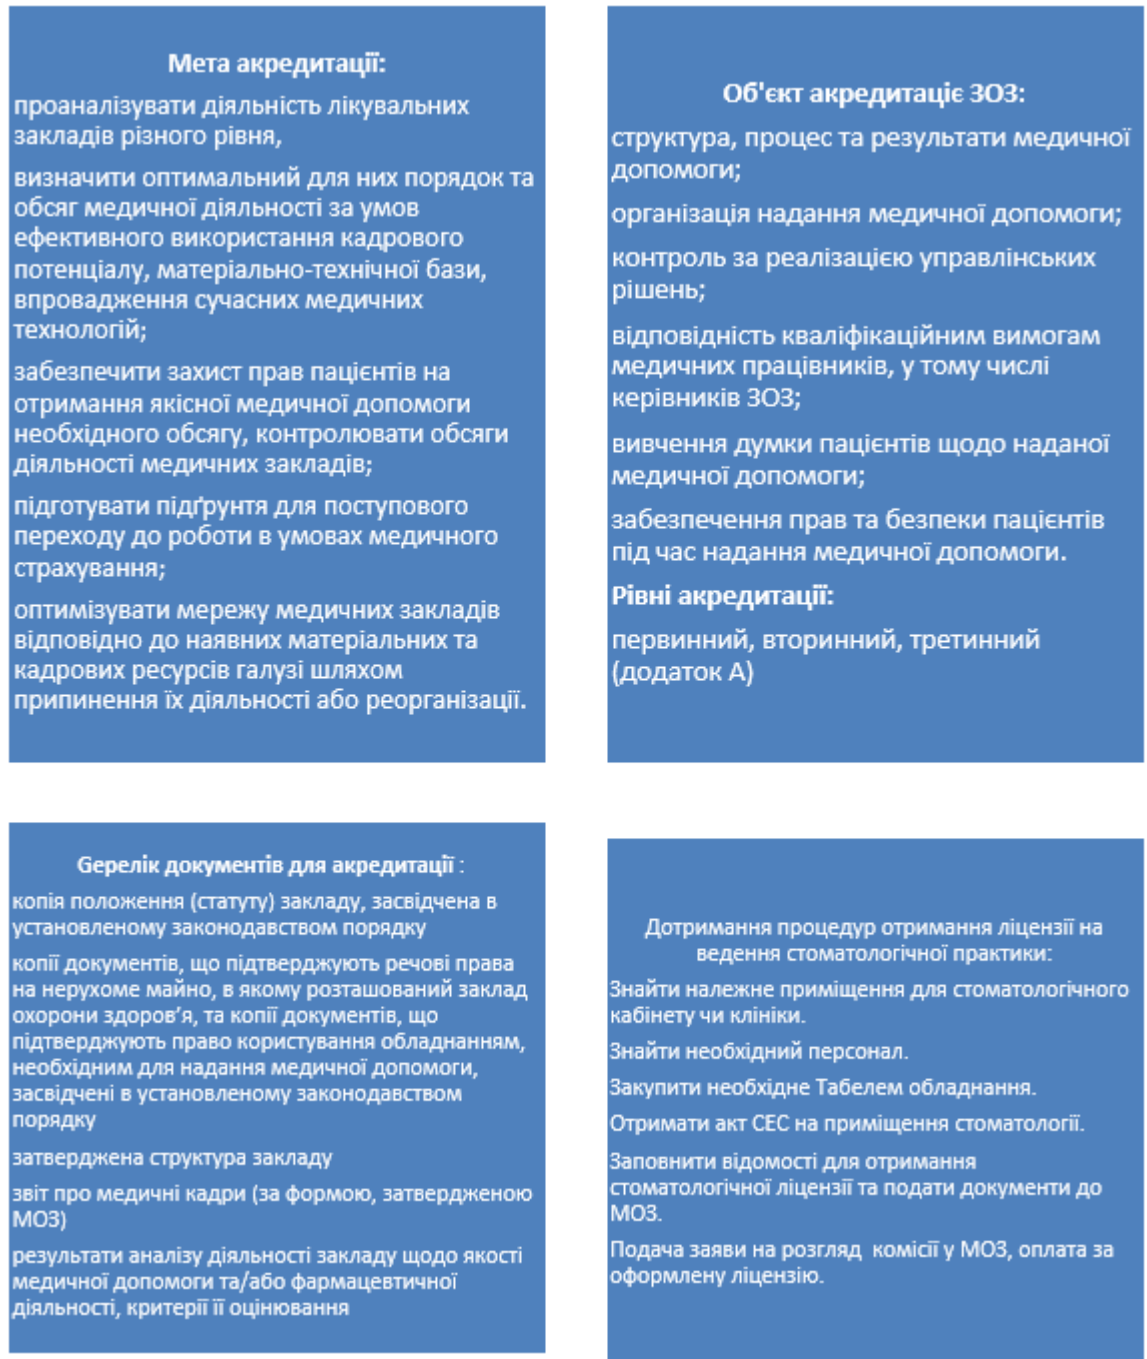 Мета акредитації:
проаналізувати діяльність лікувальних
закладів різного рівня,
визначити оптимальний для них порядок та
обсяг медичної діяльності за умов
ефективного використання кадрового
потенціалу, матеріально-технічної бази,
впровадження сучасних медичних
технологій;
забезпечити захист прав пацієнтів на
отримання якісної медичної допомоги
необхідного обсягу, контролювати обсяги
діяльності медичних закладів;
підготувати підґрунтя для поступового
переходу до роботи в умовах медичного
страхування;
оптимізувати мережу медичних закладів
відповідно до наявних матеріальних та
кадрових ресурсів галузі шляхом
припинення їх діяльності або реорганізації.
Об'єкт акредитаціє ЗОЗ:
структура, процес та результати медичної
допомоги;
організація надання медичної допомоги;
контроль за реалізацією управлінських
рішень;
відповідність кваліфікаційним вимогам
медичних працівників, у тому числі
керівників ЗОЗ;
вивчення думки пацієнтів щодо наданої
медичної допомоги;
забезпечення прав та безпеки пацієнтів
під час надання медичної допомоги.
Рівні акредитації:
первинний, вторинний, третинний
(додаток А)
Gерелік документів для акредитації :
копія положення (статуту) закладу, засвідчена в
установленому законодавством порядку
копії документів, що підтверджують речові права
на нерухоме майно, в якому розташований заклад
охорони здоров’я, та копії документів, що
підтверджують право користування обладнанням,
необхідним для надання медичної допомоги,
засвідчені в установленому законодавством
порядку
затверджена структура закладу
звіт про медичні кадри (за формою, затвердженою
МОЗ)
результати аналізу діяльності закладу щодо якості
медичної допомоги та/або фармацевтичної
діяльності, критерії її оцінювання
Дотримання процедур отримання ліцензії на
ведення стоматологічної практики:
Знайти належне приміщення для стоматологічного
кабінету чи клініки.
Знайти необхідний персонал.
Закупити необхідне Табелем обладнання.
Отримати акт СЕС на приміщення стоматології.
Заповнити відомості для отримання
стоматологічної ліцензії та подати документи до
МОЗ.
Подача заяви на розгляд комісії у МОЗ, оплата за
оформлену ліцензію.